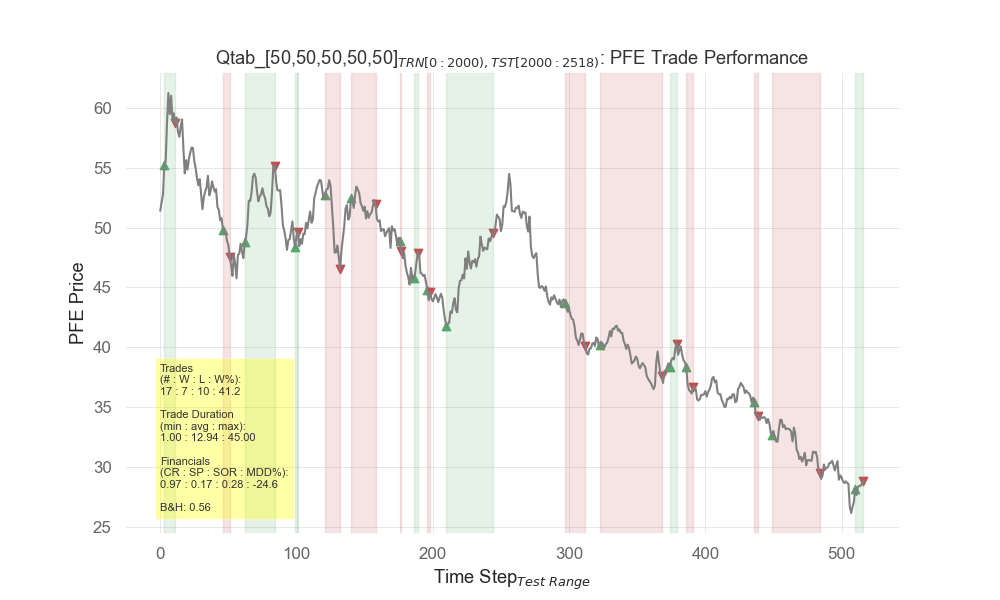 Qtab_[50,50,50,50,50]TRN[0 : 2000), TST[2000 : 2518): PFE Trade Performance
60
55
50
45
40
35
30
25
PFE Price
Trades
(# : W : L : W%):
17 : 7 : 10 : 41.2
Trade Duration
(min : avg : max):
1.00 : 12.94 : 45.00
Financials
(CR : SP : SOR : MDD%):
0.97 : 0.17 : 0.28 : -24.6
B&H: 0.56
0 100 200 300 400 500
Time StepTest Range